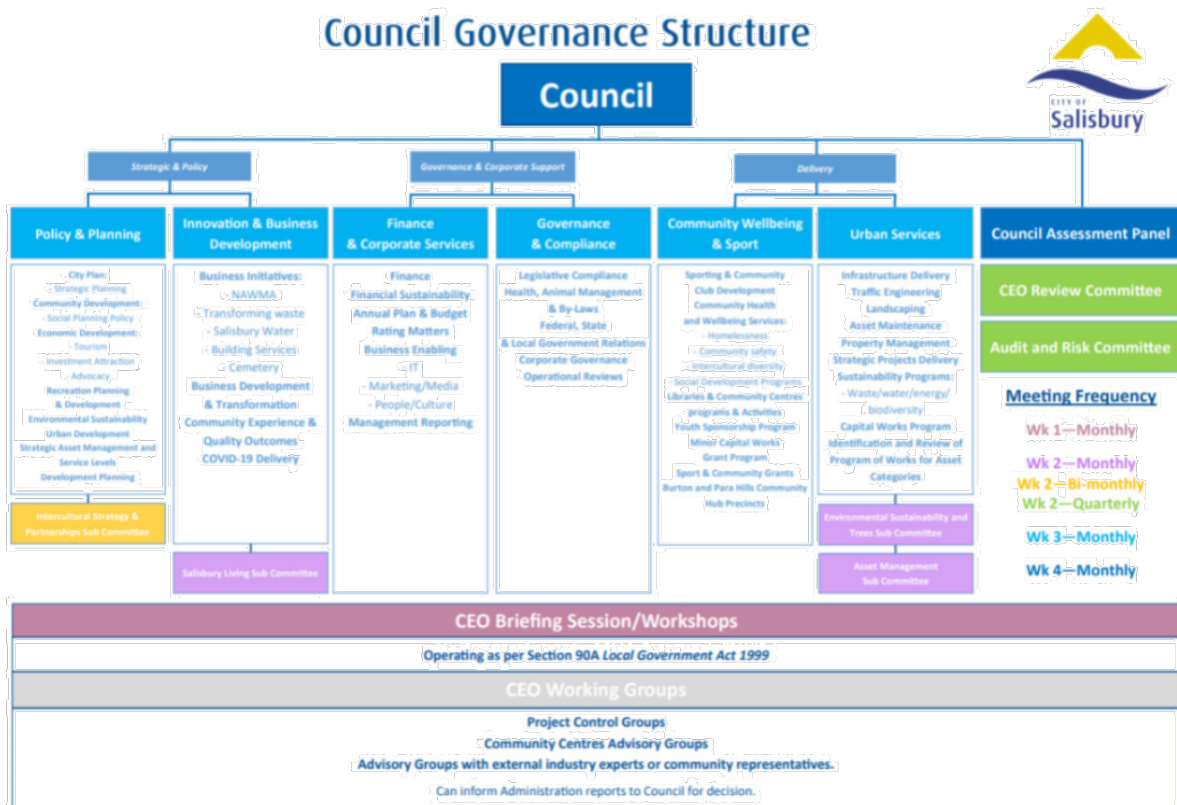 Council Governance Structure
CITY OF
Salisbury
Council
Strategic & Policy
Governance & Corporate Support
Delivery
Policy & Planning
Innovation & Business
Development
Finance
& Corporate Services
Governance
& Compliance
Community Wellbeing
& Sport
Urban Services
Council Assessment Panel
- City Plan:
- Strategic Planning
Community Development:
- Social Planning Policy
Economic Development:
- Tourism
- Investment Attraction
- Advocacy
Recreation Planning
& Development
Environmental Sustainability
Urban Development
Strategic Asset Management and
Service Levels
Development Planning
Intercultural Strategy &
Partnerships Sub Committee
Business Initiatives:
- NAWMA
- Transforming waste
- Salisbury Water
- Building Services
- Cemetery
Business Development
& Transformation
Community Experience &
Quality Outcomes
COVID-19 Delivery
Salisbury Living Sub Committee
Finance
Financial Sustainability
Annual Plan & Budget
Rating Matters
Business Enabling
- IT
- Marketing/Media
- People/Culture
Management Reporting
Legislative Compliance
Health, Animal Management
& By-Laws
Federal, State
& Local Government Relations
Corporate Governance
Operational Reviews
Sporting & Community
Club Development
Community Health
and Wellbeing Services:
- Homelessness
- Community safety
- Intercultural diversity
- Social Development Programs
Libraries & Community Centres
programs & Activities
Youth Sponsorship Program
Minor Capital Works
Grant Program
Sport & Community Grants
Burton and Para Hills Community
Hub Precincts
Infrastructure Delivery
Traffic Engineering
Landscaping
Asset Maintenance
Property Management
Strategic Projects Delivery
Sustainability Programs:
- Waste/water/energy/
biodiversity
Capital Works Program
Identification and Review of
Program of Works for Asset
Categories
Environmental Sustainability and
Trees Sub Committee
Asset Management
Sub Committee
CEO Review Committee
Audit and Risk Committee
Meeting Frequency
Wk 1—Monthly
Wk 2—Monthly
Wk 2—Bi-monthly
Wk 2—Quarterly
Wk 3—Monthly
Wk 4—Monthly
CEO Briefing Session/Workshops
Operating as per Section 90A Local Government Act 1999
CEO Working Groups
Project Control Groups
Community Centres Advisory Groups
Advisory Groups with external industry experts or community representatives.
Can inform Administration reports to Council for decision.